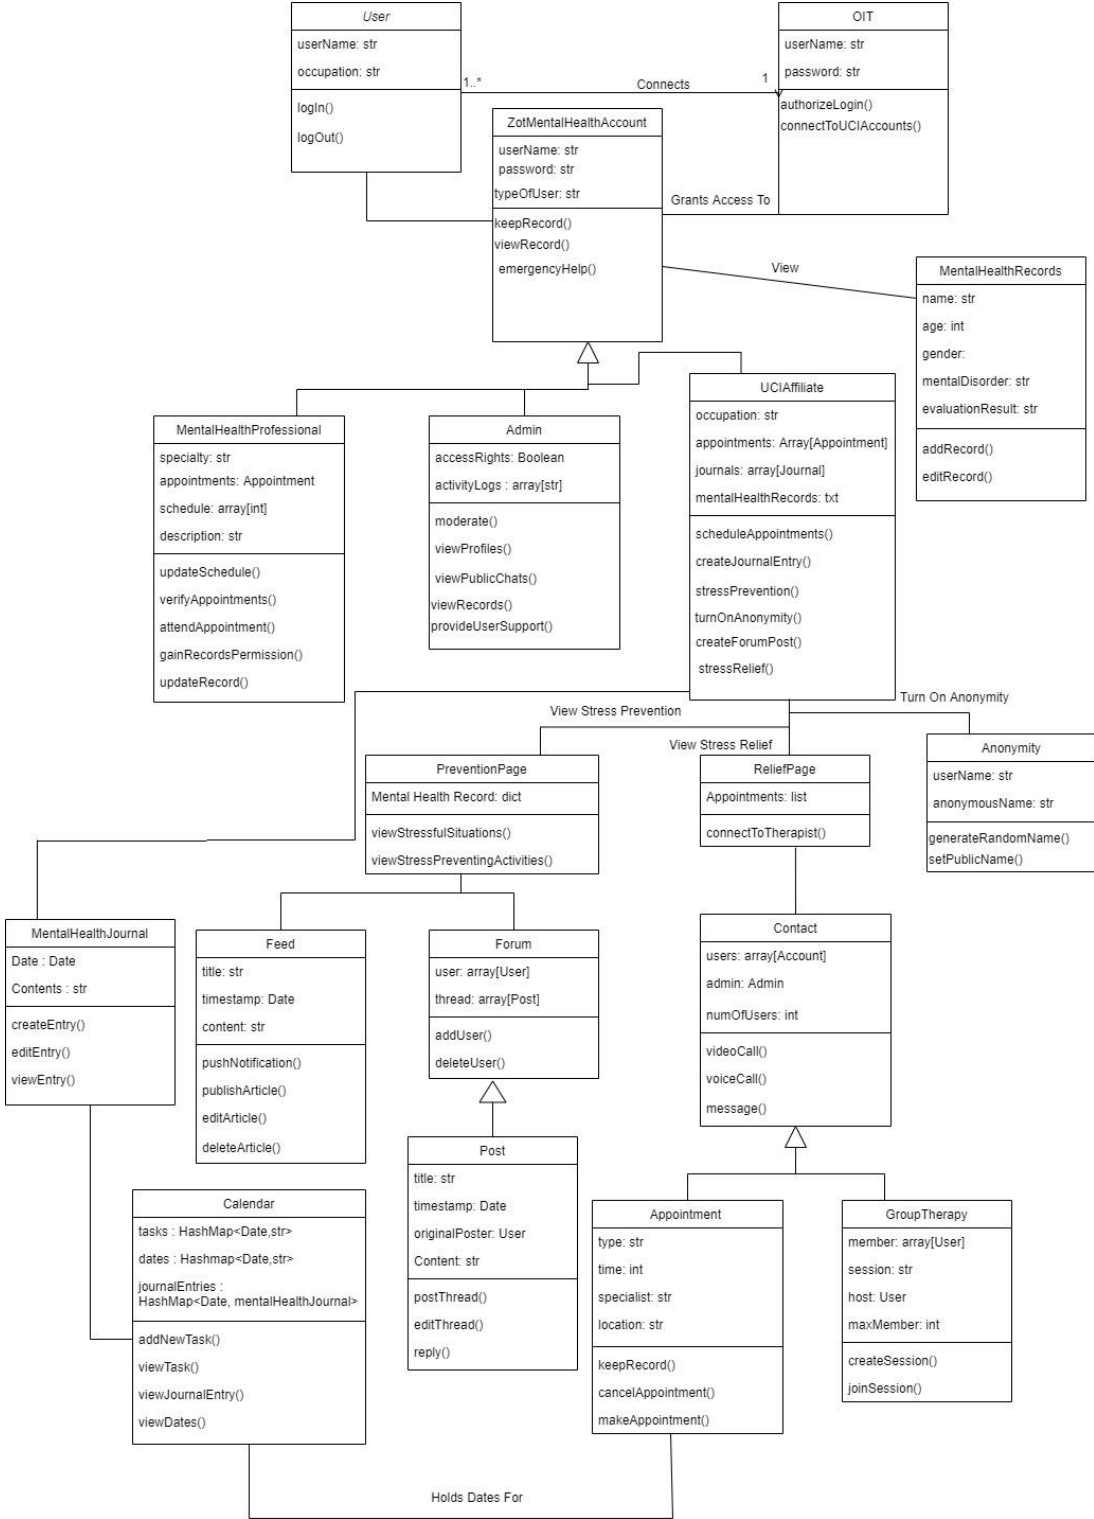 User
userName: str
occupation: str
logIn()
logOut()
OIT
userName: str
password: str
authorizeLogin()
connectToUCIAccounts()
1..*
Connects
1
ZotMentalHealthAccount
userName: str
password: str
typeOfUser: str
keepRecord()
viewRecord()
emergencyHelp()
Grants Access To
View
MentalHealthRecords
name: str
age: int
gender:
mentalDisorder: str
evaluationResult: str
addRecord()
editRecord()
MentalHealthProfessional
specialty: str
appointments: Appointment
schedule: array[int]
description: str
updateSchedule()
verifyAppointments()
attendAppointment()
gainRecordsPermission()
updateRecord()
Admin
accessRights: Boolean
activityLogs : array[str]
moderate()
viewProfiles()
viewPublicChats()
viewRecords()
provideUserSupport()
UCIAffiliate
occupation: str
appointments: Array[Appointment]
journals: array[Journal]
mentalHealthRecords: txt
scheduleAppointments()
createJournalEntry()
stressPrevention()
turnOnAnonymity()
createForumPost()
stressRelief()
View Stress Prevention
View Stress Relief
Turn On Anonymity
PreventionPage
Mental Health Record: dict
viewStressfulSituations()
viewStressPreventingActivities()
ReliefPage
Appointments: list
connectToTherapist()
Anonymity
userName: str
anonymousName: str
generateRandomName()
setPublicName()
MentalHealthJournal
Date : Date
Contents : str
createEntry()
editEntry()
viewEntry()
Feed
title: str
timestamp: Date
content: str
pushNotification()
publishArticle()
editArticle()
deleteArticle()
Forum
user: array[User]
thread: array[Post]
addUser()
deleteUser()
Contact
users: array[Account]
admin: Admin
numOfUsers: int
videoCall()
voiceCall()
message()
Post
title: str
timestamp: Date
originalPoster: User
Content: str
postThread()
editThread()
reply()
Calendar
tasks : HashMap<Date,str>
dates : Hashmap<Date,str>
journalEntries :
HashMap<Date, mentalHealthJournal>
addNewTask()
viewTask()
viewJournalEntry()
viewDates()
Appointment
type: str
time: int
specialist: str
location: str
keepRecord()
cancelAppointment()
makeAppointment()
GroupTherapy
member: array[User]
session: str
host: User
maxMember: int
createSession()
joinSession()
Holds Dates For